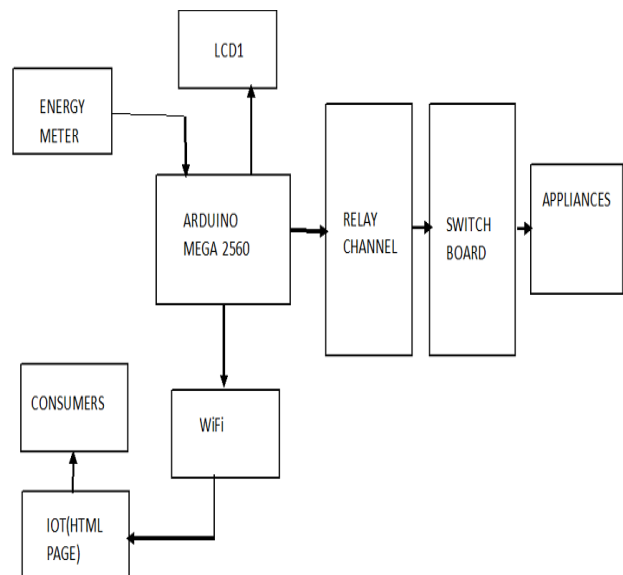 LCD1
ENERGY
METER
ARDUINO
MEGA 2560
RELAY
CHANNEL
SWITCH
BOARD
APPLIANCES
CONSUMERS
WiFi
IOT(HTML
PAGE)